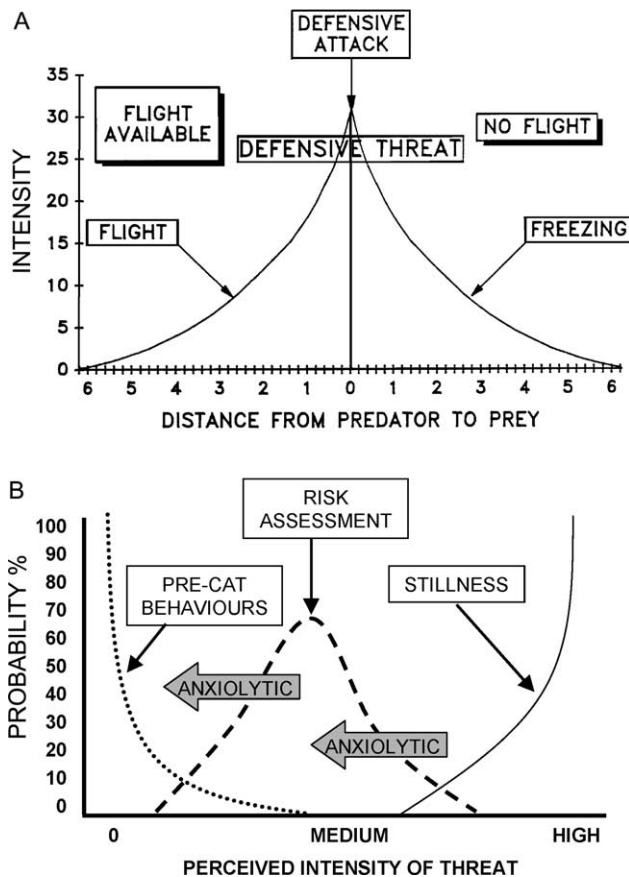 A
DEFENSIVE
ATTACK
35
30
25
20
15
10
5
0
INTENSITY
FLIGHT
AVAILABLE
DEFENSIVE THREAT
NO FLIGHT
FLIGHT
FREEZING
6 5 4 3 2 1 0 1 2 3 4 5 6
DISTANCE FROM PREDATOR TO PREY
B
RISK
ASSESSMENT
100
90
80
70
60
50
40
30
20
10
0
PROBABILITY %
PRE-CAT
BEHAVIOURS
STILLNESS
ANXIOLYTIC
ANXIOLYTIC
0 MEDIUM HIGH
PERCEIVED INTENSITY OF THREAT